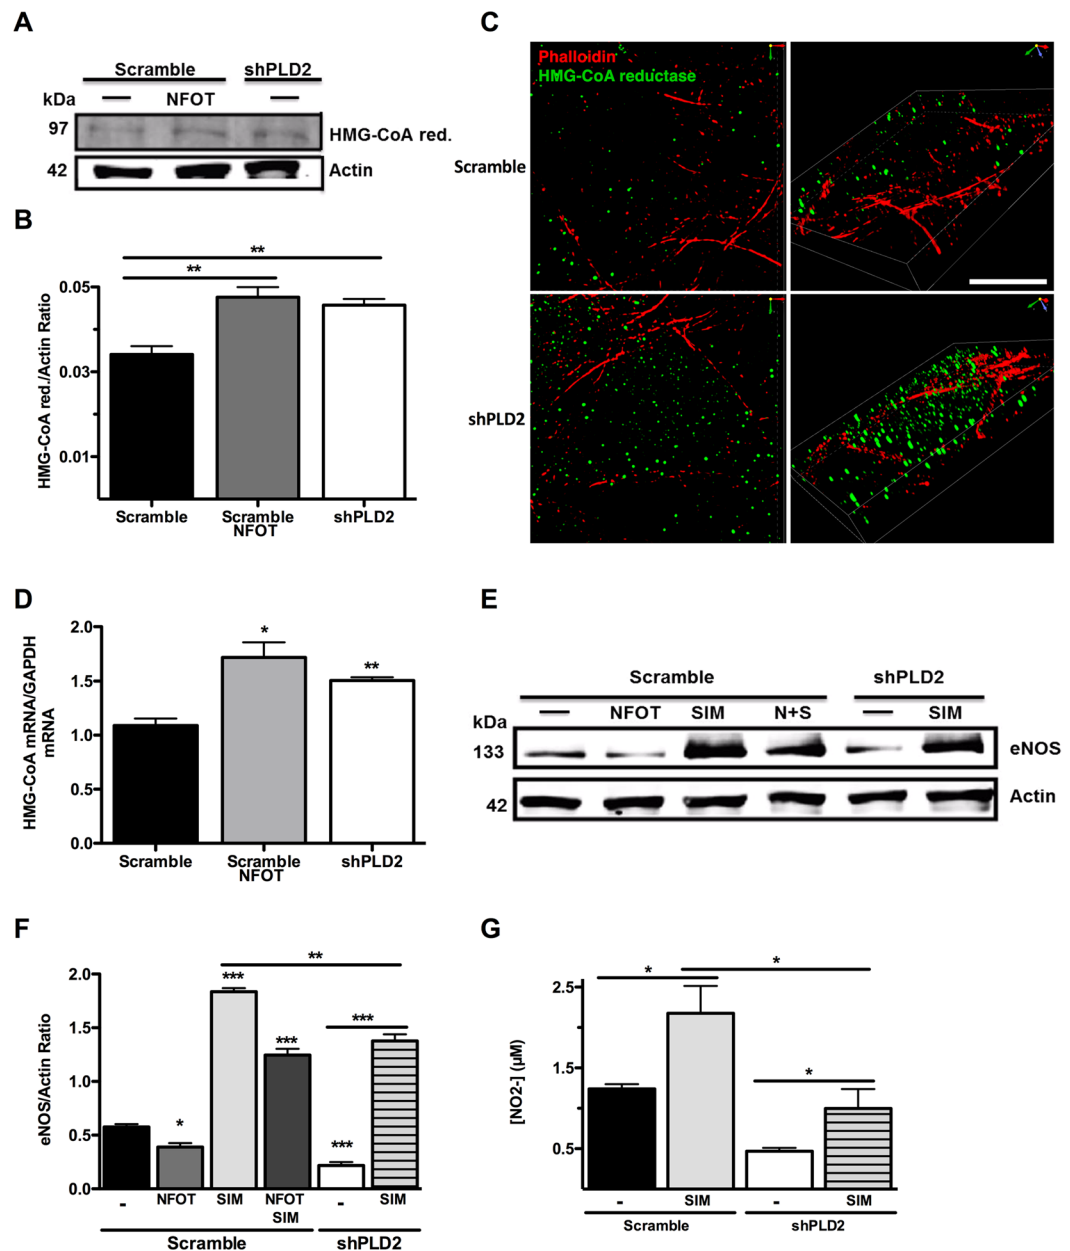 A
Scramble shPLD2
kDa — NFOT —
97 HMG-CoA red.
42 Actin
B
** 
**
HMG-CoA red./Actin Ratio
0.05
0.03
0.01
Scramble Scramble NFOT shPLD2
C
Phalloidin
HMG-CoA reductase
Scramble
shPLD2
D
HMG-CoA mRNA/GAPDH
mRNA
2.0
1.5
1.0
0.5
0.0
*
**
Scramble Scramble NFOT shPLD2
E
Scramble shPLD2
kDa — NFOT SIM N+S — SIM
133 eNOS
42 Actin
F
eNOS/Actin Ratio
2.0
1.5
1.0
0.5
0.0
**
***
***
***
*
***
- NFOT SIM NFOT SIM - SIM
Scramble shPLD2
G
[NO2-] (µM)
2.5
1.5
0.5
*
*
*
- SIM - SIM
Scramble shPLD2